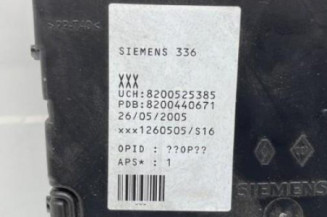 SIEMENS 336
XXX
UCH:8200525385
PDB:8200440671
26/05/2005
xxx1260505/S16
OPID : ??0P??
APS* : 1
SIEMENS